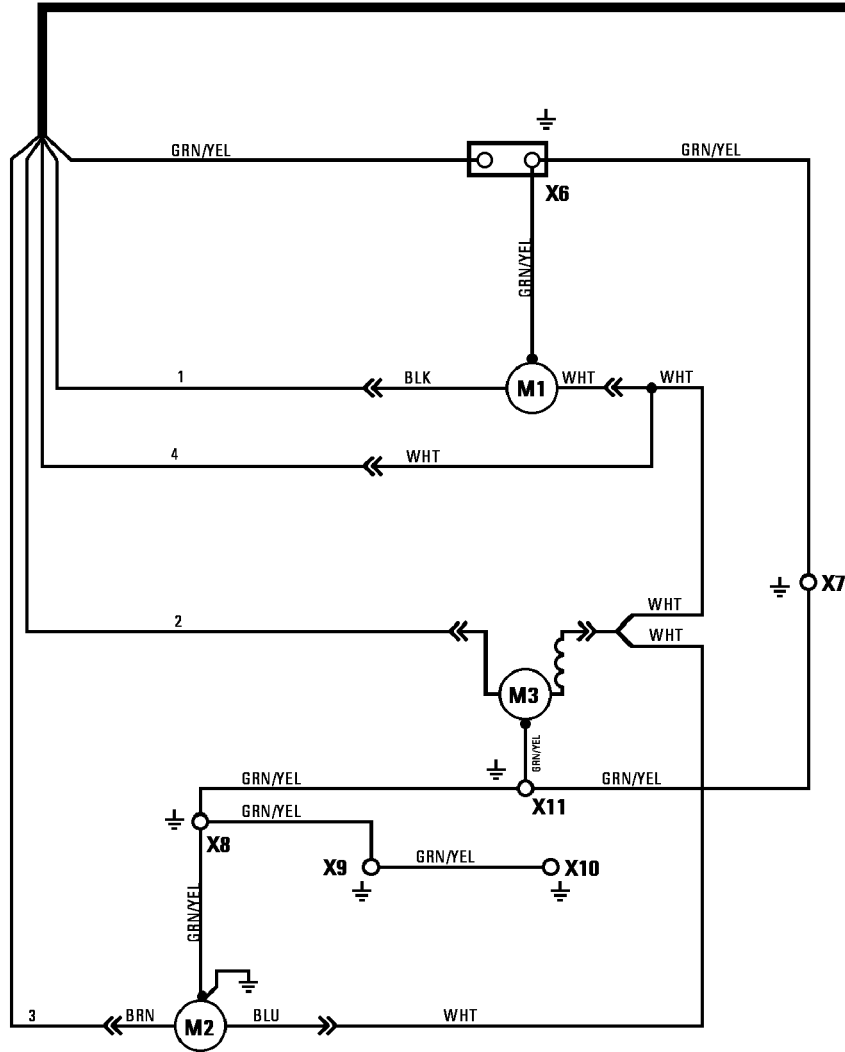 GRN/YEL
GRN/YEL
X6
GRN/YEL
1
BLK
M1
WHT
WHT
4
WHT
X7
WHT
2
WHT
M3
GRN/YEL
GRN/YEL
GRN/YEL
X11
GRN/YEL
X8
X9
GRN/YEL
X10
GRN/YEL
3
BRN
M2
BLU
WHT